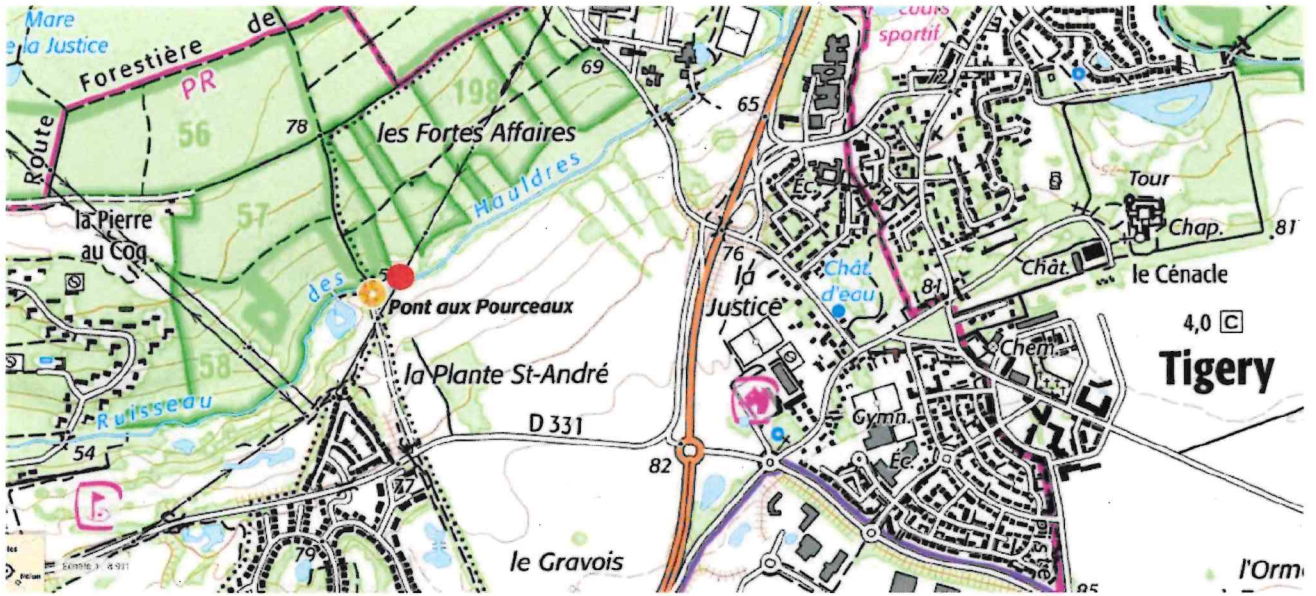 Mare
la Justice
Route
Forestière de
PR
56
198
78
69
les Fortes Affaires
65
cours
sportif
72
Hauldres
57
la Pierre
au Coq
des
Pont aux Pourceaux
58
Ruisseau
la Plante St-André
54
D 331
77
79
82
le Gravois
76
la
Justice
Éc.
Chât.
d'eau
81
Tour
Chap.
81
Chât.
le Cénacle
4,0 C
Tigery
Chem.
Gymn.
Éc.
85
l'Orm